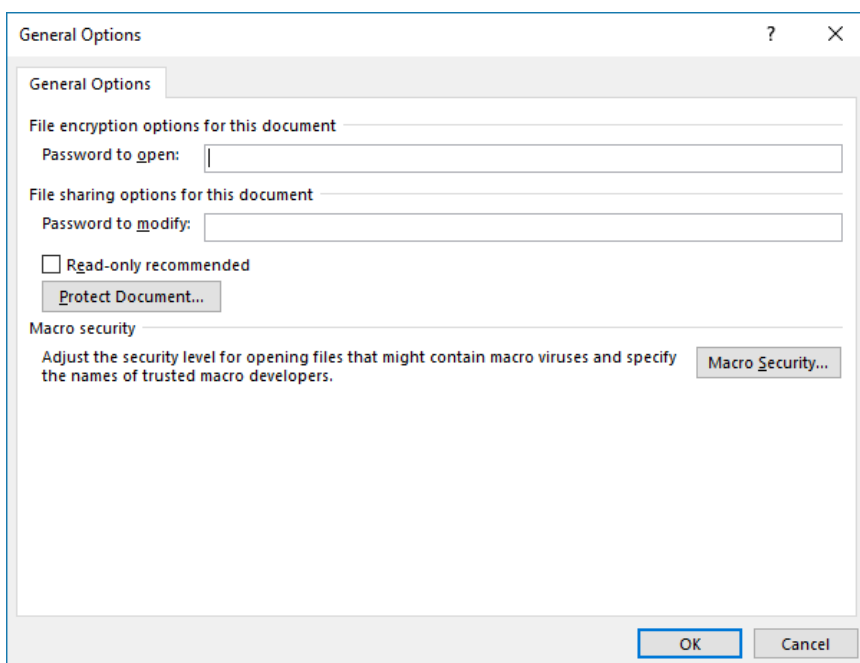 General Options
?
General Options
File encryption options for this document
Password to open:
File sharing options for this document
Password to modify:
Read-only recommended
Protect Document...
Macro security
Adjust the security level for opening files that might contain macro viruses and specify
the names of trusted macro developers.
Macro Security...
OK
Cancel